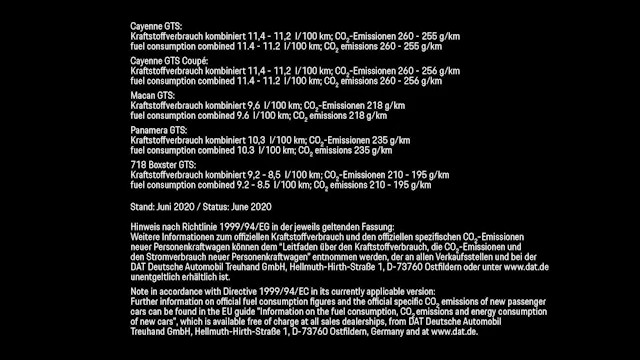 Cayenne GTS:
Kraftstoffverbrauch kombiniert 11,4 - 11,2 l/100 km; CO₂-Emissionen 260 - 255 g/km
fuel consumption combined 11.4 - 11.2 l/100 km; CO₂ emissions 260 - 255 g/km
Cayenne GTS Coupé:
Kraftstoffverbrauch kombiniert 11,4 - 11,2 l/100 km; CO₂-Emissionen 260 - 256 g/km
fuel consumption combined 11.4 - 11.2 l/100 km; CO₂ emissions 260 - 256 g/km
Macan GTS:
Kraftstoffverbrauch kombiniert 9,6 l/100 km; CO₂-Emissionen 218 g/km
fuel consumption combined 9.6 l/100 km; CO₂ emissions 218 g/km
Panamera GTS:
Kraftstoffverbrauch kombiniert 10,3 l/100 km; CO₂-Emissionen 235 g/km
fuel consumption combined 10.3 l/100 km; CO₂ emissions 235 g/km
718 Boxster GTS:
Kraftstoffverbrauch kombiniert 9,2 - 8,5 l/100 km; CO₂-Emissionen 210 - 195 g/km
fuel consumption combined 9.2 - 8.5 l/100 km; CO₂ emissions 210 - 195 g/km
Stand: Juni 2020 / Status: June 2020
Hinweis nach Richtlinie 1999/94/EG in der jeweils geltenden Fassung:
Weitere Informationen zum offiziellen Kraftstoffverbrauch und den offiziellen spezifischen CO₂-Emissionen
neuer Personenkraftwagen können dem "Leitfaden über den Kraftstoffverbrauch, die CO₂-Emissionen und
den Stromverbrauch neuer Personenkraftwagen" entnommen werden, der an allen Verkaufsstellen und bei der
DAT Deutsche Automobil Treuhand GmbH, Hellmuth-Hirth-Straße 1, D-73760 Ostfildern oder unter www.dat.de
unentgeltlich erhältlich ist.
Note in accordance with Directive 1999/94/EC in its currently applicable version:
Further information on official fuel consumption figures and the official specific CO₂ emissions of new passenger
cars can be found in the EU guide "Information on the fuel consumption, CO₂ emissions and energy consumption
of new cars", which is available free of charge at all sales dealerships, from DAT Deutsche Automobil
Treuhand GmbH, Hellmuth-Hirth-Straße 1, D-73760 Ostfildern, Germany and at www.dat.de.